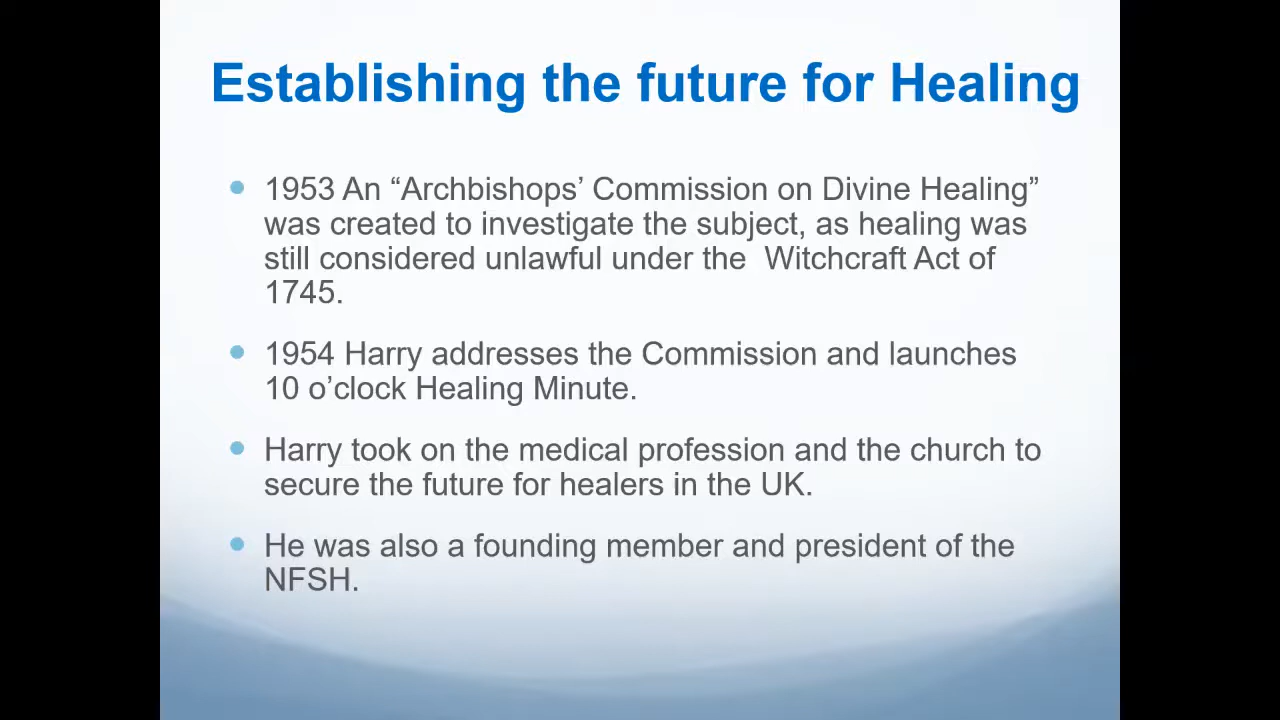 Establishing the future for Healing
1953 An “Archbishops’ Commission on Divine Healing”
was created to investigate the subject, as healing was
still considered unlawful under the  Witchcraft Act of
1745.
1954 Harry addresses the Commission and launches
10 o’clock Healing Minute.
Harry took on the medical profession and the church to
secure the future for healers in the UK.
He was also a founding member and president of the
NFSH.